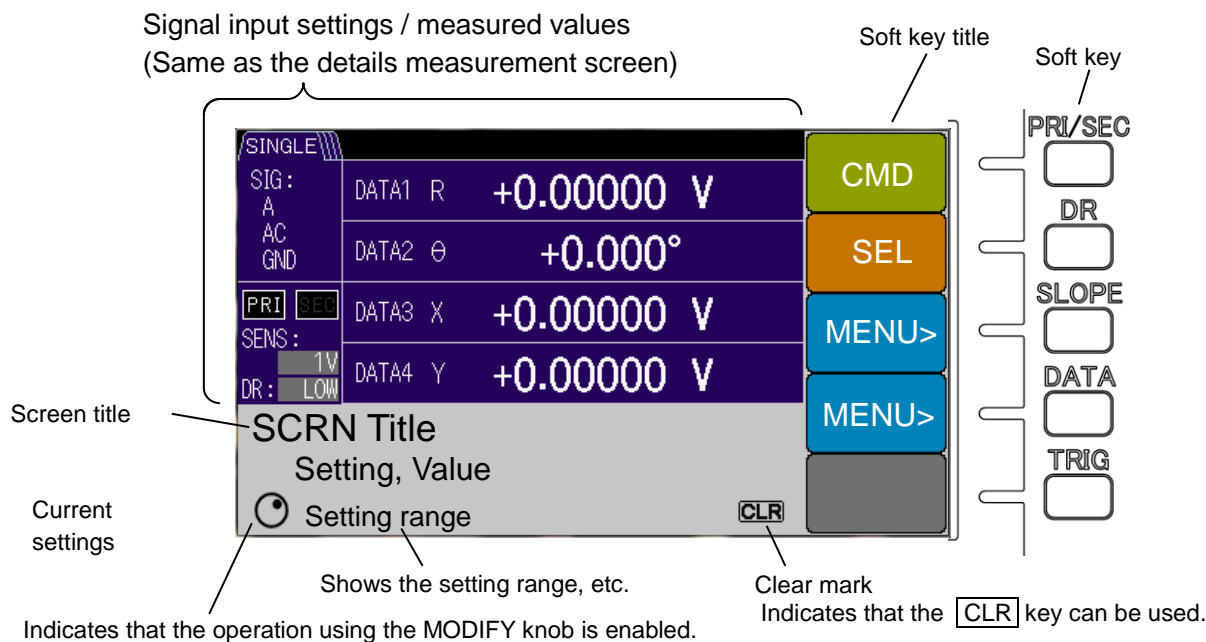 Signal input settings / measured values
(Same as the details measurement screen)
Soft key title
Soft key
SINGLE
SIG:
A
AC
GND
PRI SEC
SENS:
1V
DR: LOW
DATA1 R +0.00000 V
DATA2 θ +0.000°
DATA3 X +0.00000 V
DATA4 Y +0.00000 V
CMD
SEL
MENU>
MENU>
PRI/SEC
DR
SLOPE
DATA
TRIG
Screen title
SCRN Title
Setting, Value
Setting range
CLR
Current
settings
Shows the setting range, etc.
Clear mark
Indicates that the CLR key can be used.
Indicates that the operation using the MODIFY knob is enabled.